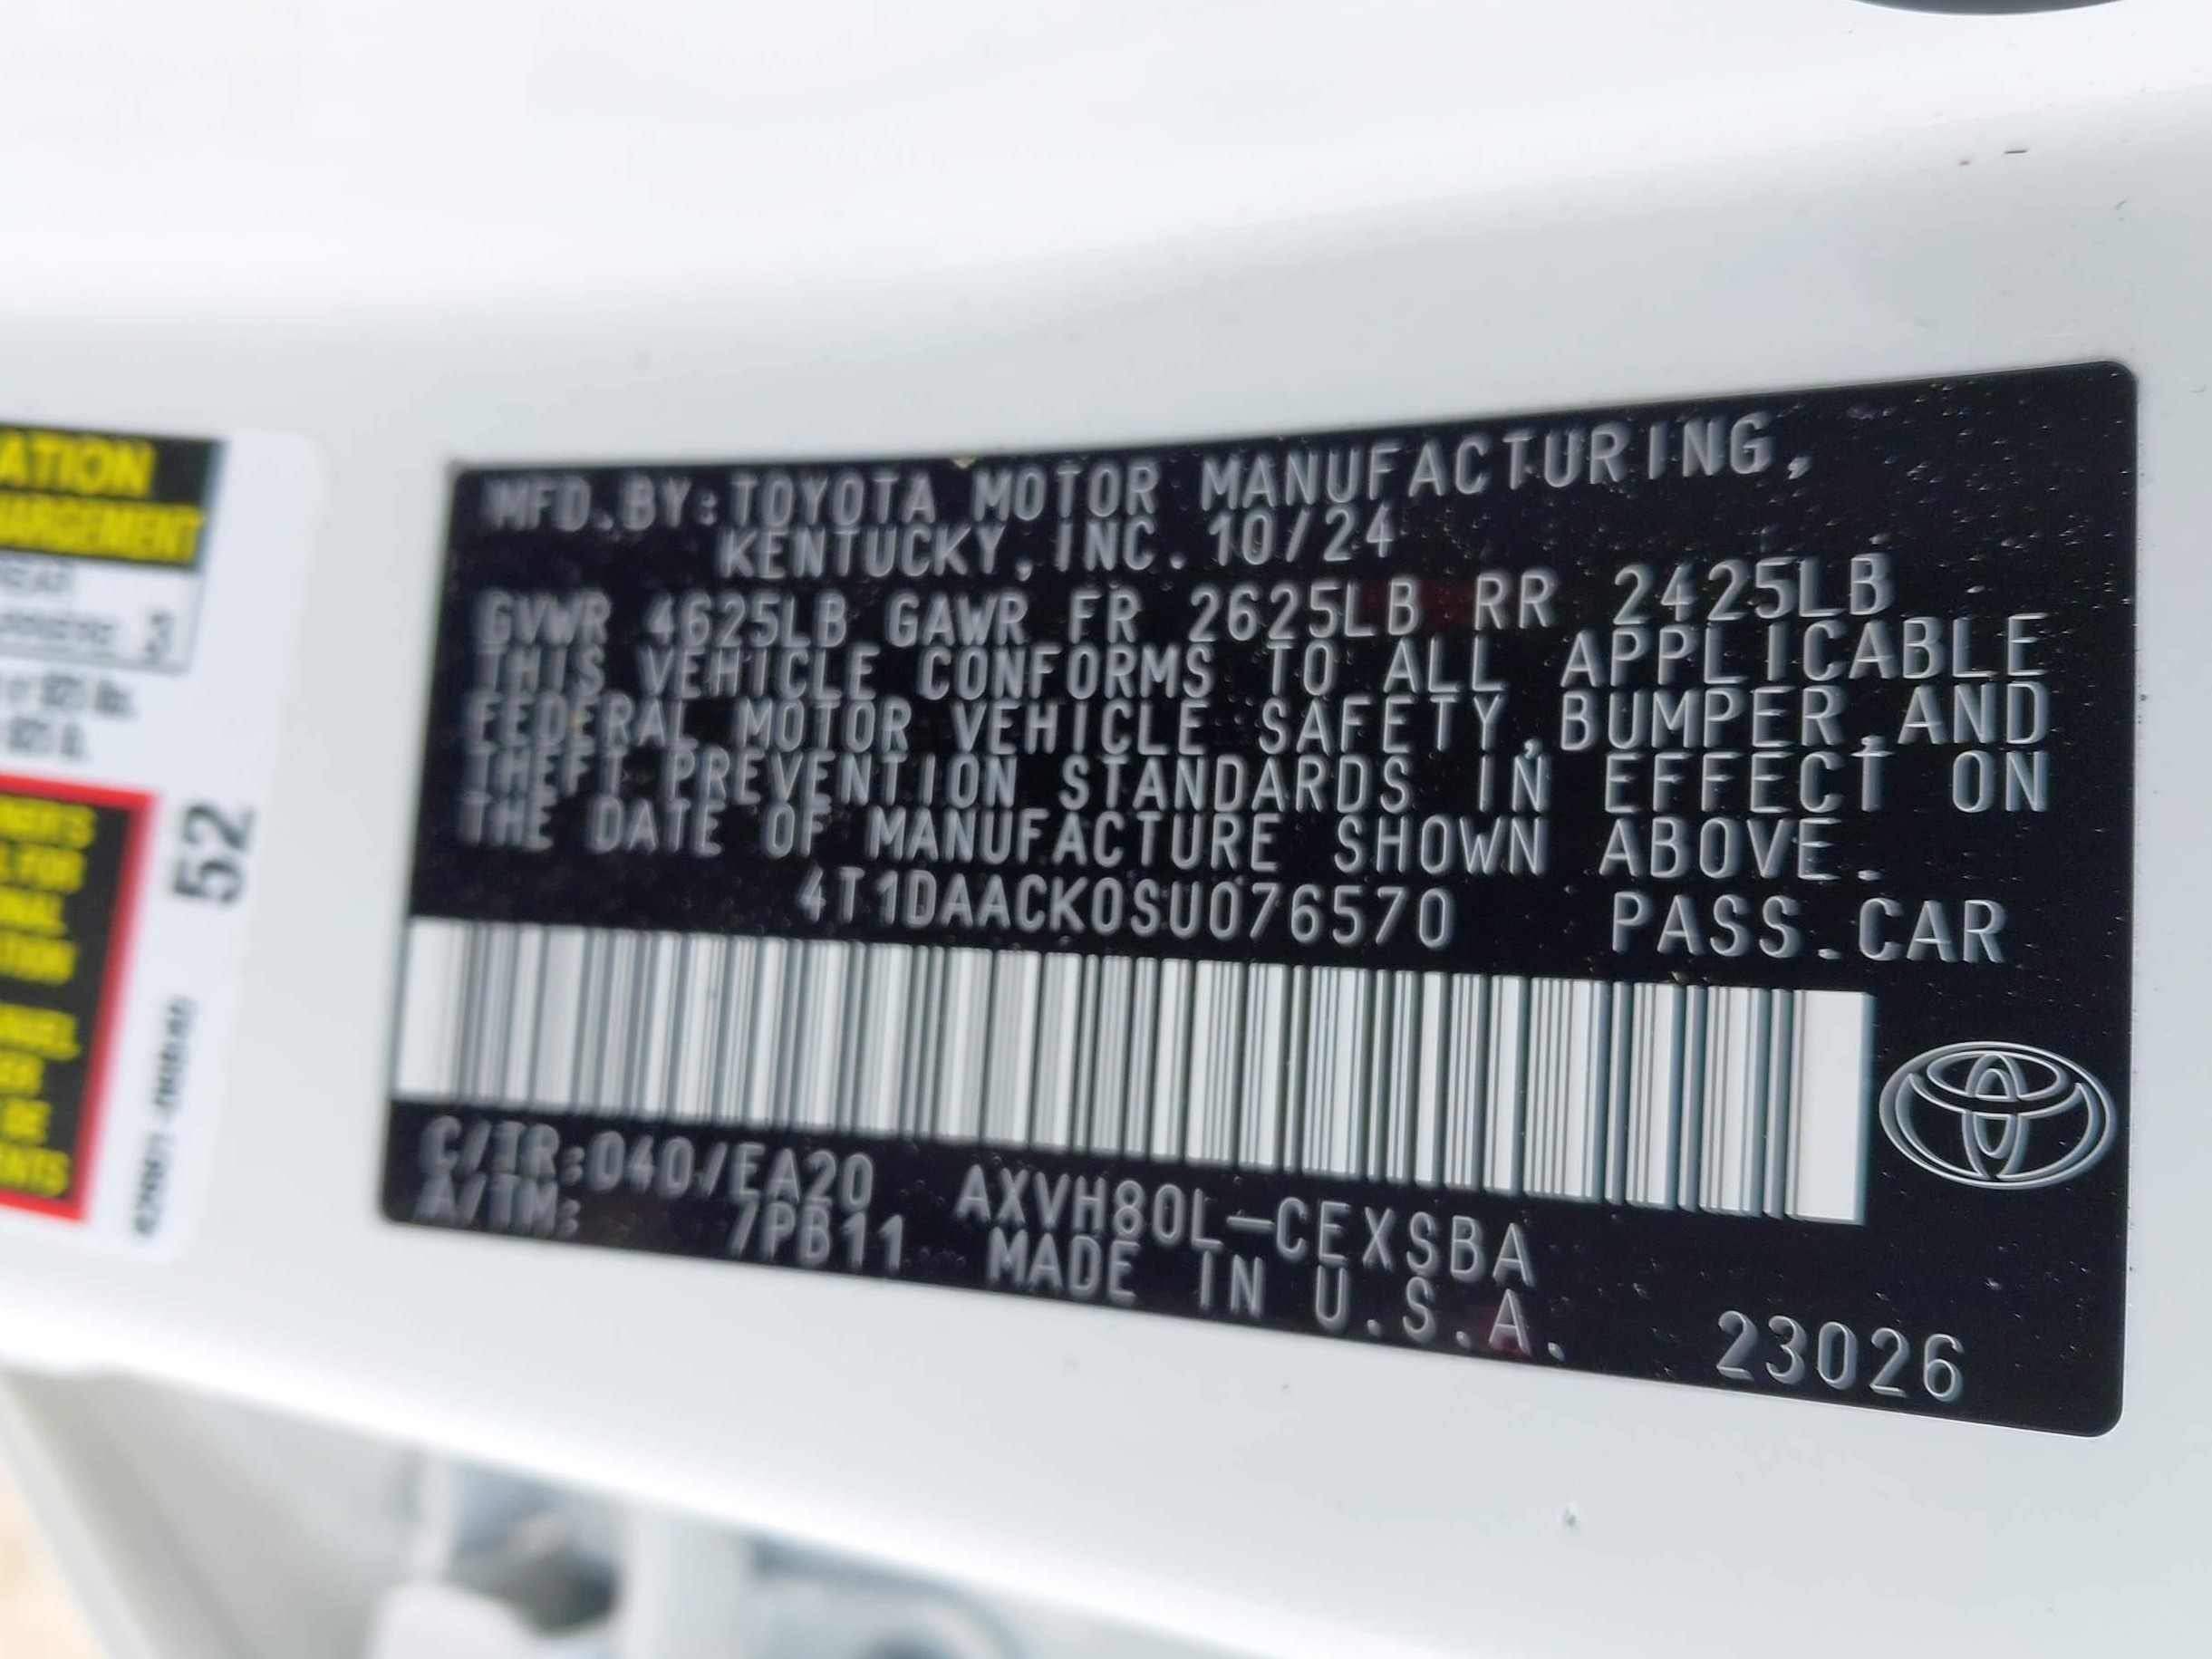 ATION
52
MFD.BY:TOYOTA MOTOR MANUFACTURING,
KENTUCKY,INC. 10/24
GVWR 4625LB GAWR FR 2625LB RR 2425LB
THIS VEHICLE CONFORMS TO ALL APPLICABLE
FEDERAL MOTOR VEHICLE SAFETY,BUMPER,AND
THEFT PREVENTION STANDARDS IN EFFECT ON
THE DATE OF MANUFACTURE SHOWN ABOVE.
4T1DAACK0SU076570 PASS.CAR
C/TR:040/EA20 AXVH80L-CEXSBA
A/TM: 7PB11 MADE IN U.S.A.
23026